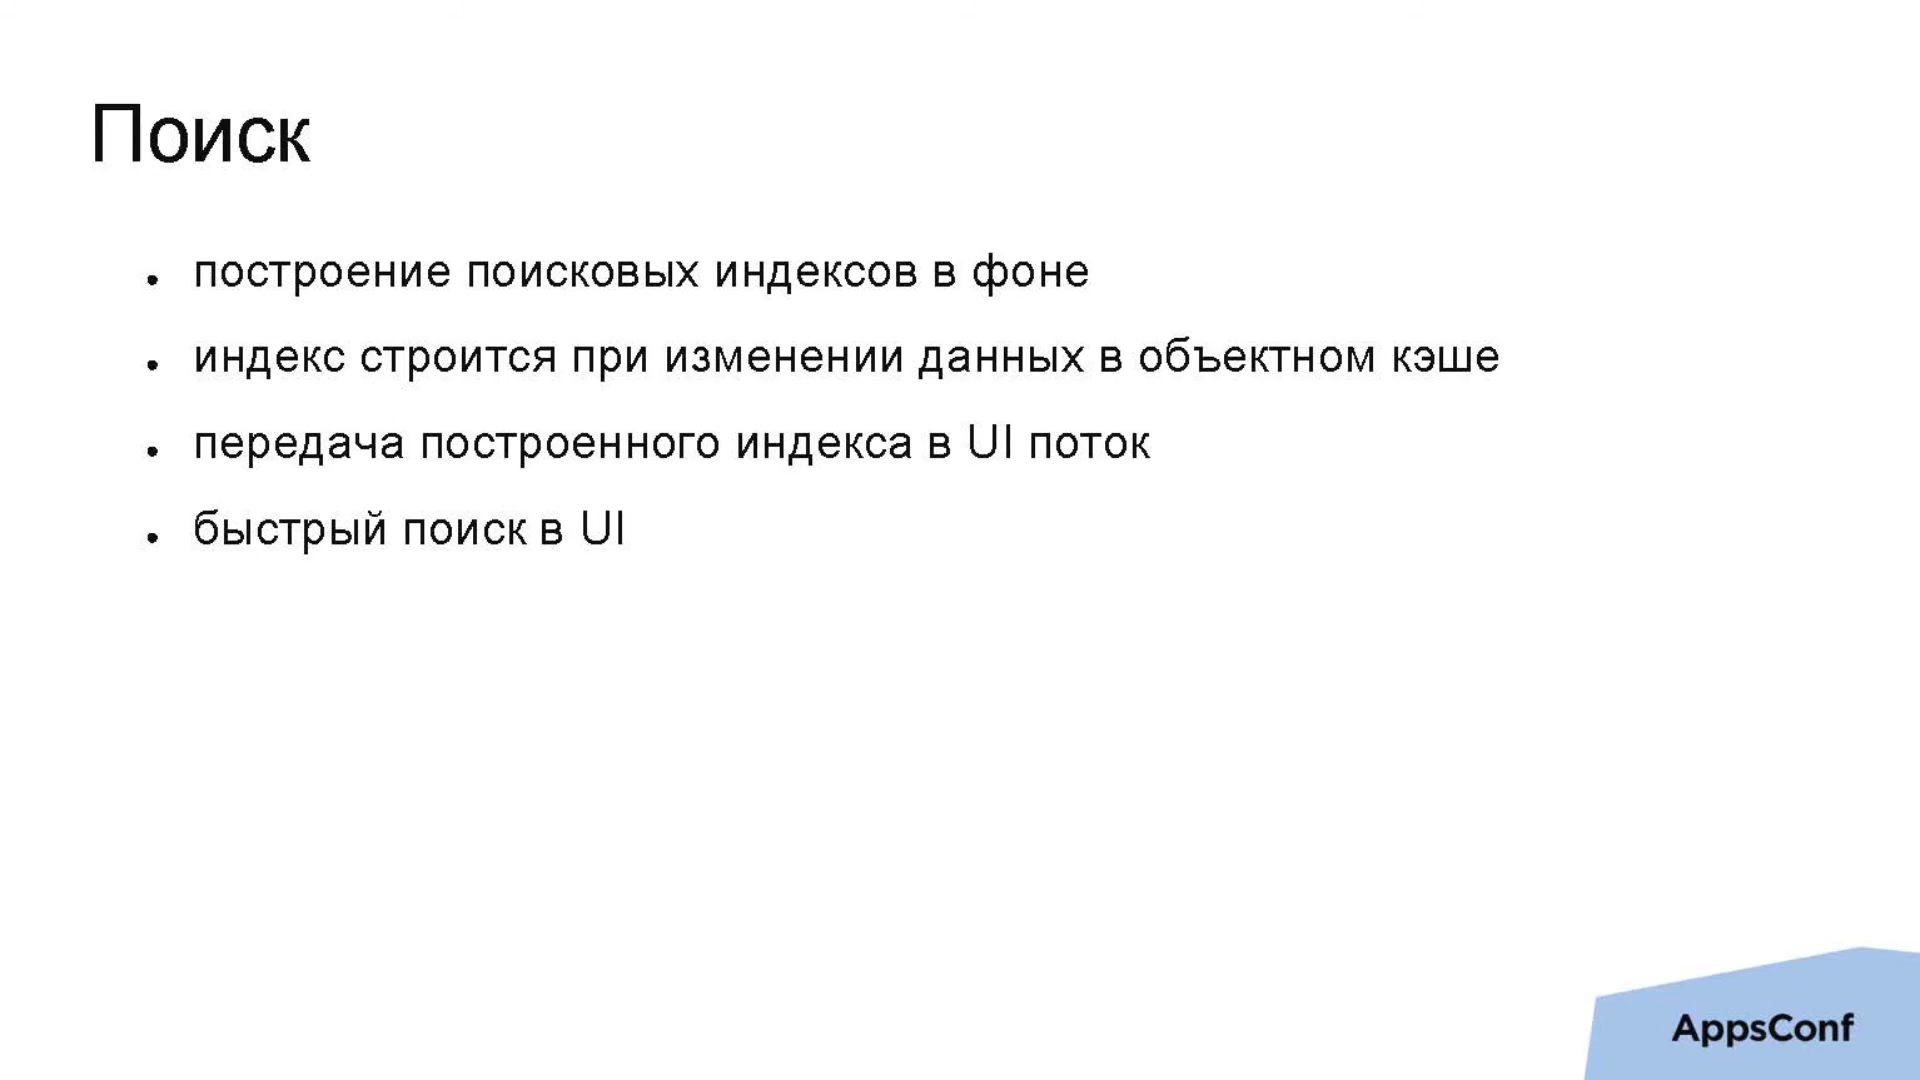 Поиск
построение поисковых индексов в фоне
индекс строится при изменении данных в объектном кэше
передача построенного индекса в UI поток
быстрый поиск в UI
AppsConf